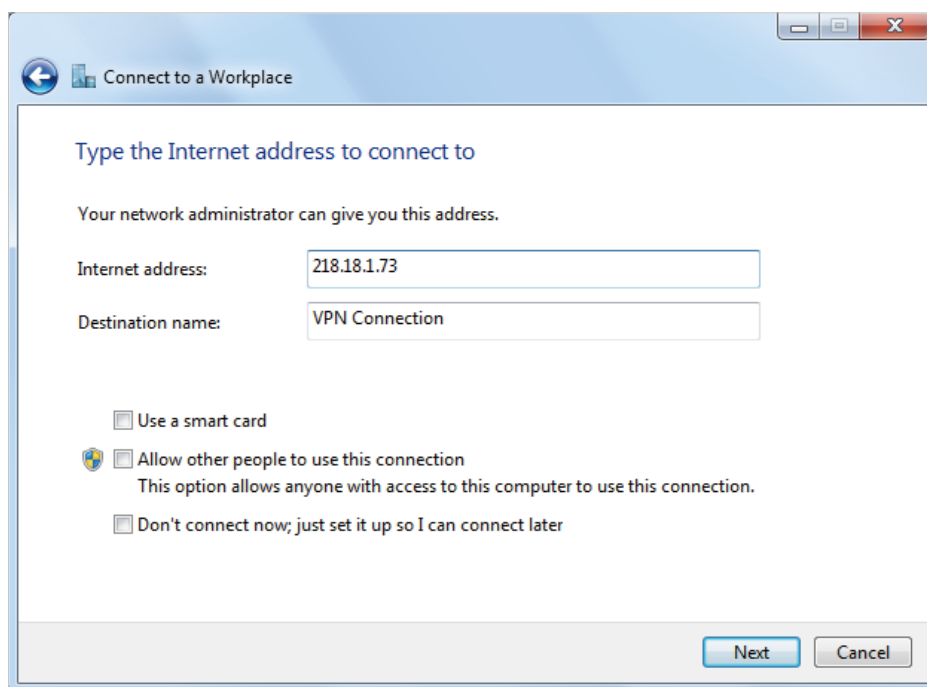 Connect to a Workplace
Type the Internet address to connect to
Your network administrator can give you this address.
Internet address: 218.18.1.73
Destination name: VPN Connection
Use a smart card
Allow other people to use this connection
This option allows anyone with access to this computer to use this connection.
Don't connect now; just set it up so I can connect later
Next Cancel